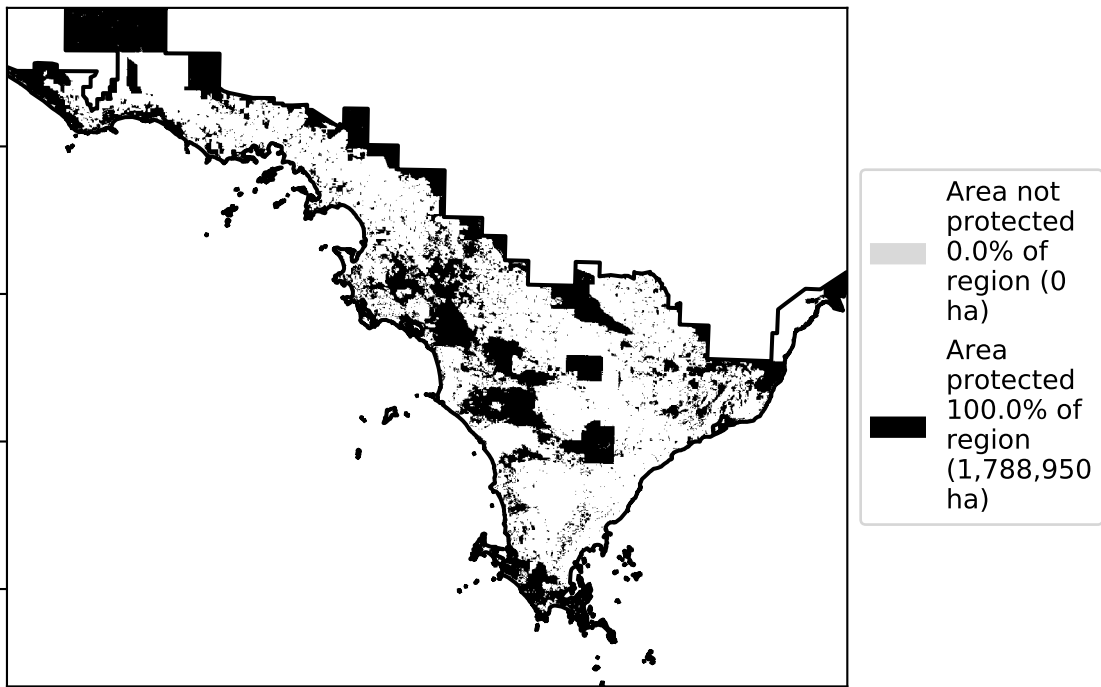 Area not
protected
0.0% of
region (0
ha)
Area
protected
100.0% of
region
(1,788,950
ha)